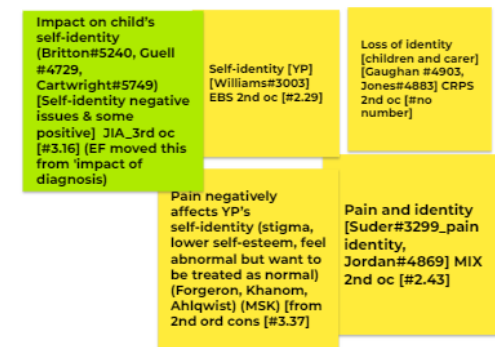 Impact on child's
self-identity
(Britton#5240, Guell
#4729,
Cartwright#5749)
[Self-identity negative
issues & some
positive]  JIA_3rd oc
[#3.16] (EF moved this
from 'impact of
diagnosis)
Self-identity [YP]
[Williams#3003]
EBS 2nd oc [#2.29]
Loss of identity
[children and carer]
[Gaughan #4903,
Jones#4883] CRPS
2nd oc [#no
number]
Pain negatively
affects YP's
self-identity (stigma,
lower self-esteem, feel
abnormal but want to
be treated as normal)
(Forgeron, Khanom,
Ahlqwist) (MSK) [from
2nd ord cons [#3.37]
Pain and identity
[Suder#3299_pain
identity,
Jordan#4869] MIX
2nd oc [#2.43]